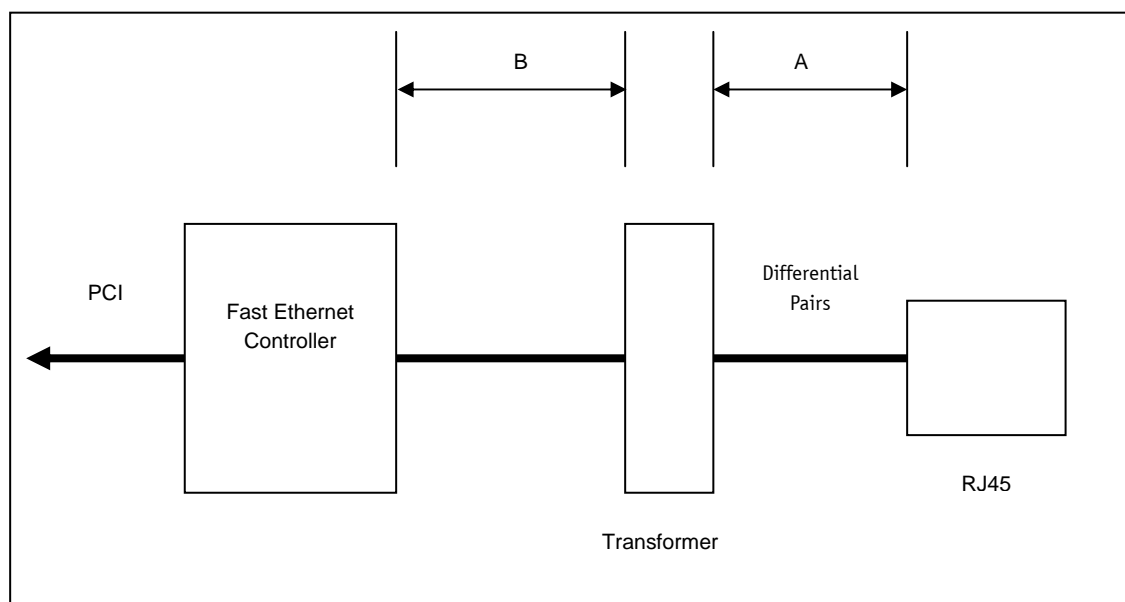 B
A
PCI
Fast Ethernet
Controller
Differential
Pairs
RJ45
Transformer